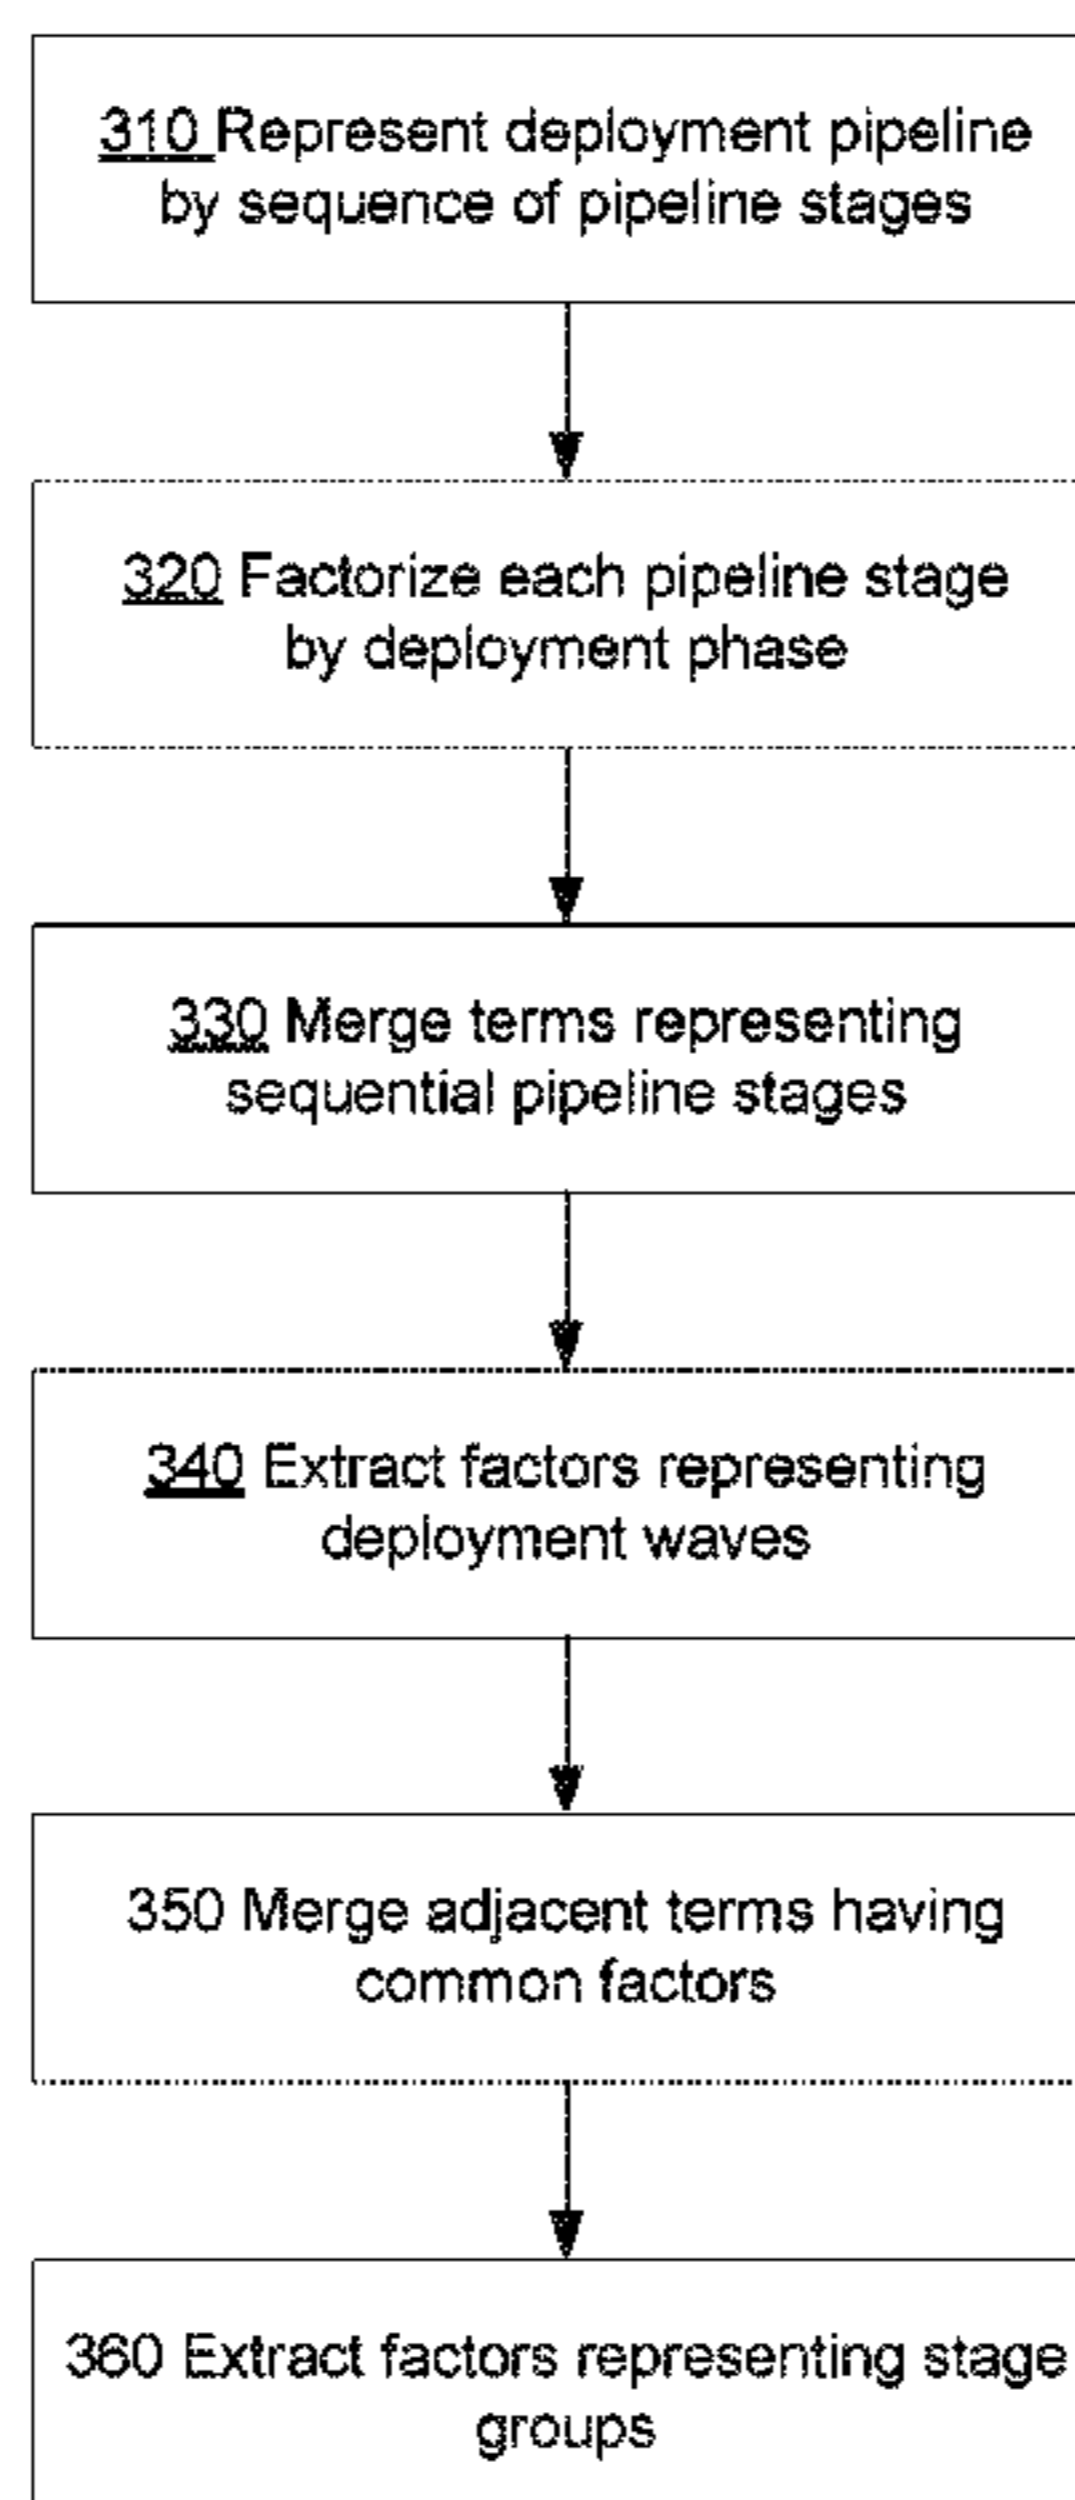 310 Represent deployment pipeline
by sequence of pipeline stages
320 Factorize each pipeline stage
by deployment phase
330 Merge terms representing
sequential pipeline stages
340 Extract factors representing
deployment waves
350 Merge adjacent terms having
common factors
360 Extract factors representing stage
groups